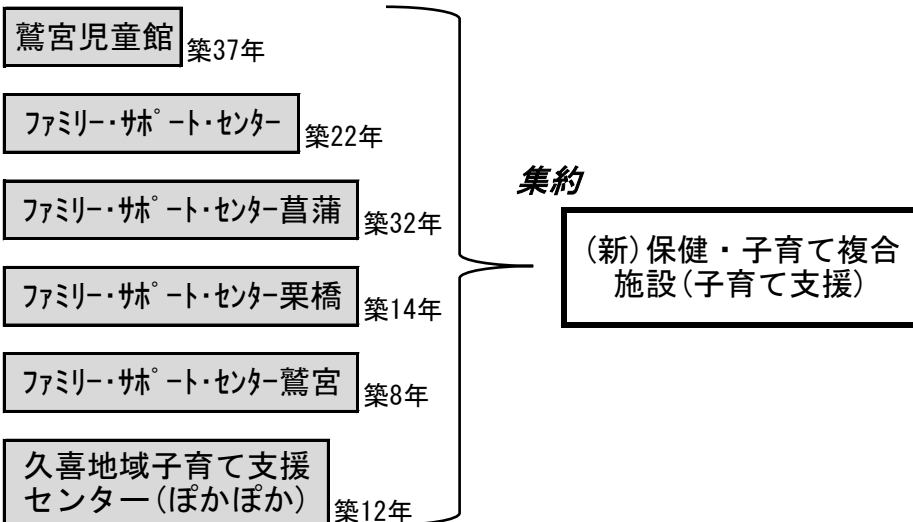 鷲宮児童館
築37年
ﾌｧﾐﾘｰ・ｻﾎﾟｰﾄ・ｾﾝﾀｰ
築22年
ﾌｧﾐﾘｰ・ｻﾎﾟｰﾄ・ｾﾝﾀｰ菖蒲
築32年
ﾌｧﾐﾘｰ・ｻﾎﾟｰﾄ・ｾﾝﾀｰ栗橋
築14年
ﾌｧﾐﾘｰ・ｻﾎﾟｰﾄ・ｾﾝﾀｰ鷲宮
築8年
久喜地域子育て支援
センター(ぽかぽか)
築12年
集約
(新)保健・子育て複合
施設(子育て支援)